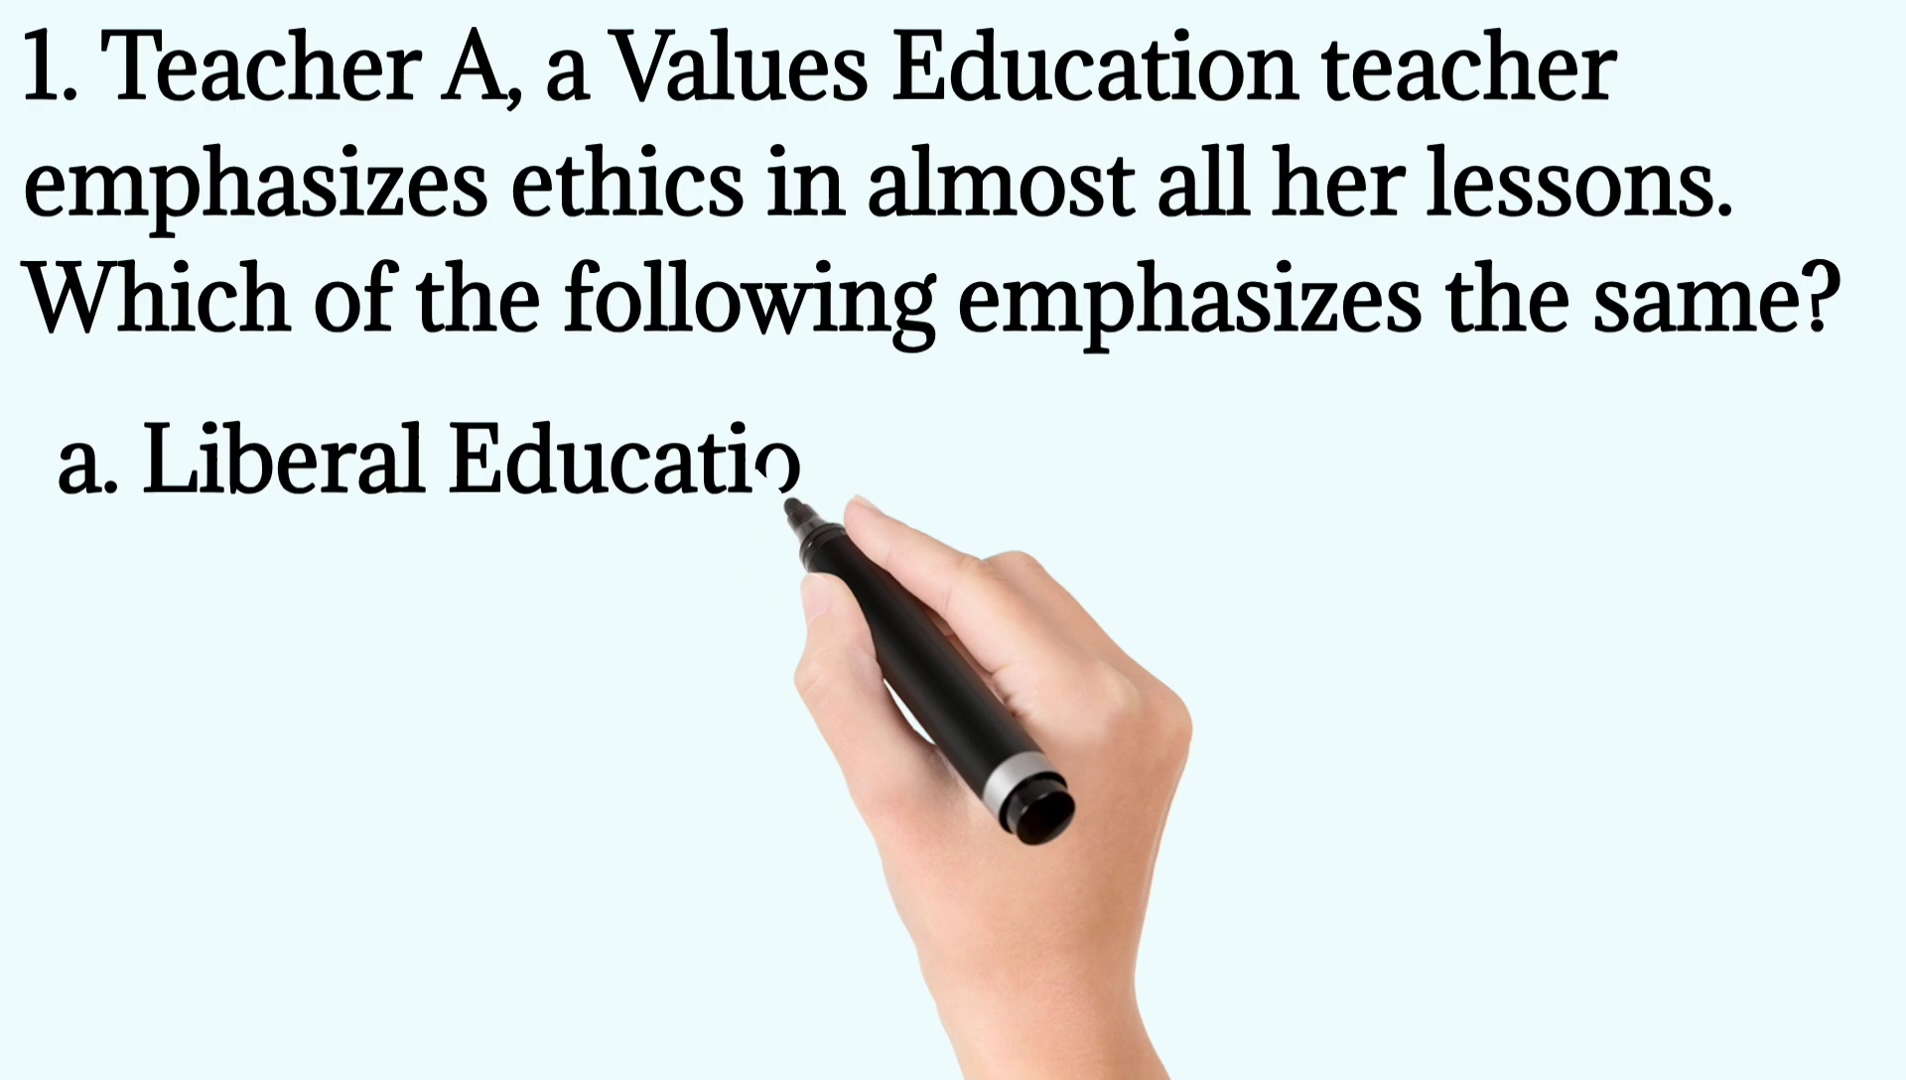 1. Teacher A, a Values Education teacher
emphasizes ethics in almost all her lessons.
Which of the following emphasizes the same?
a. Liberal Educatio